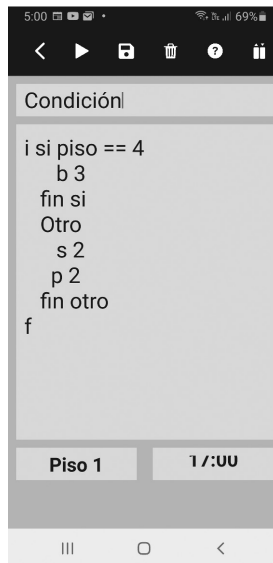 5:00
69%
Condición
i si piso == 4
b 3
fin si
Otro
s 2
p 2
fin otro
f
Piso 1
17:00